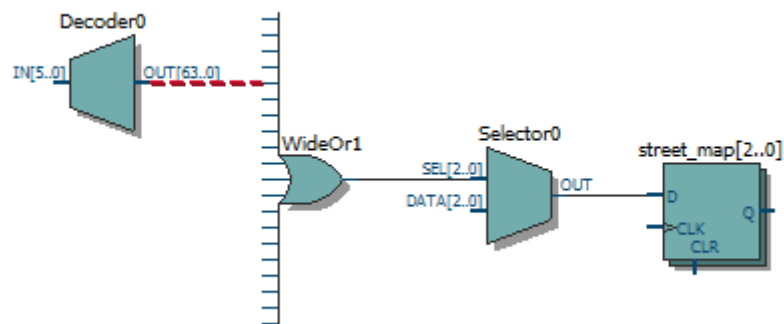 Decoder0
IN[5..0]
OUT[63..0]
WideOr1
Selector0
SEL[2..0]
DATA[2..0]
OUT
street_map[2..0]
D
CLK
Q
CLR